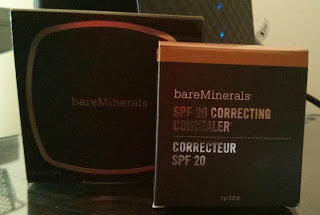 bareMinerals
bareMinerals
SPF 20 CORRECTING
CONCEALER
CORRECTEUR
SPF 20